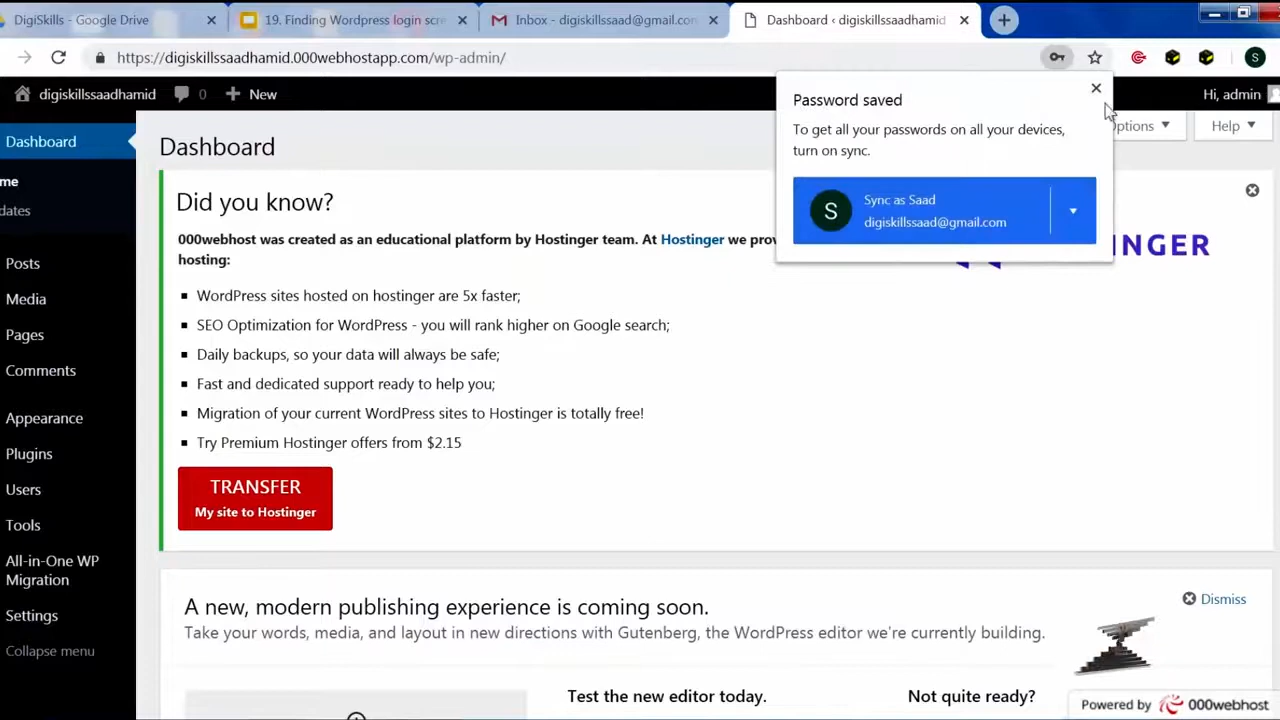 DigiSkills - Google Drive
19. Finding Wordpress login scre
Inbox - digiskillssaad@gmail.con
Dashboard ‹ digiskillssaadhamid
https://digiskillssaadhamid.000webhostapp.com/wp-admin/
S
digiskillssaadhamid
0
New
Hi, admin
Password saved
To get all your passwords on all your devices,
turn on sync.
S
Sync as Saad
digiskillssaad@gmail.com
ptions
Help
Dashboard
me
dates
Posts
Media
Pages
Comments
Appearance
Plugins
Users
Tools
All-in-One WP
Migration
Settings
Collapse menu
Dashboard
Did you know?
000webhost was created as an educational platform by Hostinger team. At Hostinger we prov
hosting:
NGER
WordPress sites hosted on hostinger are 5x faster;
SEO Optimization for WordPress - you will rank higher on Google search;
Daily backups, so your data will always be safe;
Fast and dedicated support ready to help you;
Migration of your current WordPress sites to Hostinger is totally free!
Try Premium Hostinger offers from $2.15
TRANSFER
My site to Hostinger
A new, modern publishing experience is coming soon.
Dismiss
Take your words, media, and layout in new directions with Gutenberg, the WordPress editor we're currently building.
Test the new editor today.
Not quite ready?
Powered by 000webhost